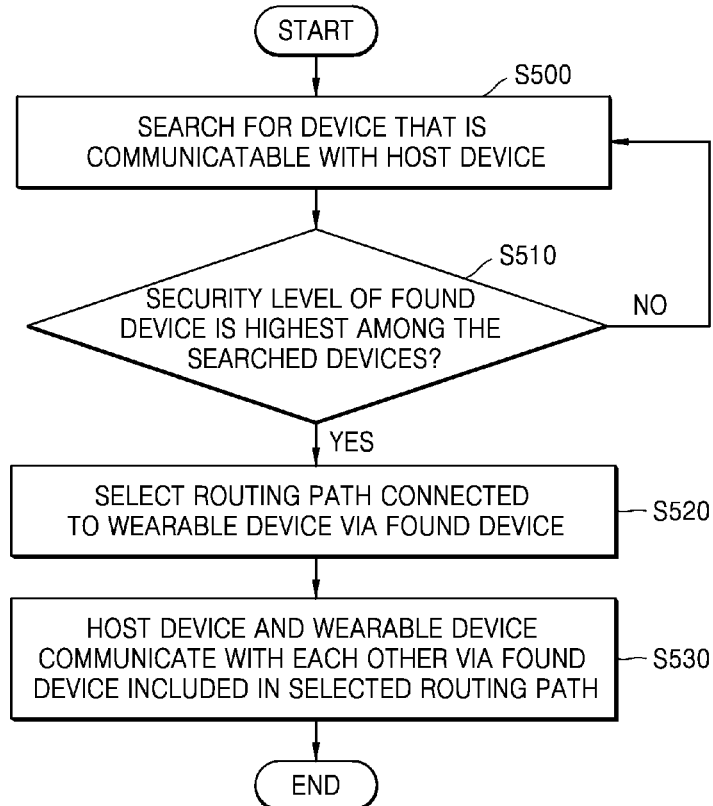 START
S500
SEARCH FOR DEVICE THAT IS
COMMUNICATABLE WITH HOST DEVICE
S510
SECURITY LEVEL OF FOUND
DEVICE IS HIGHEST AMONG THE
SEARCHED DEVICES?
NO
YES
SELECT ROUTING PATH CONNECTED
TO WEARABLE DEVICE VIA FOUND DEVICE
S520
HOST DEVICE AND WEARABLE DEVICE
COMMUNICATE WITH EACH OTHER VIA FOUND
DEVICE INCLUDED IN SELECTED ROUTING PATH
S530
END